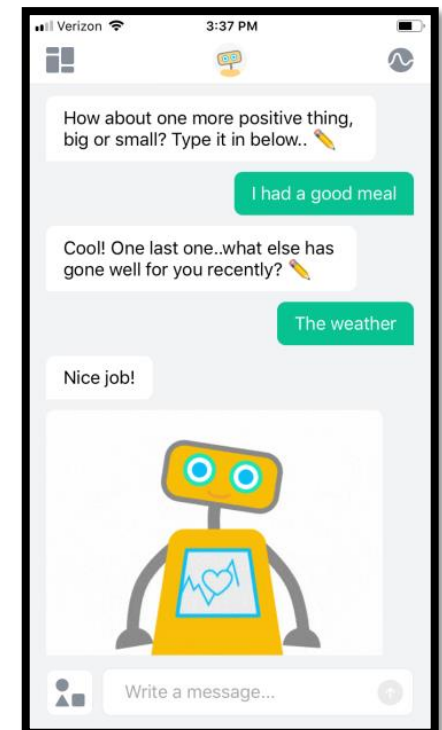 Verizon 3:37 PM
How about one more positive thing,
big or small? Type it in below.. ✏️
I had a good meal
Cool! One last one..what else has
gone well for you recently? ✏️
The weather
Nice job!
Write a message...